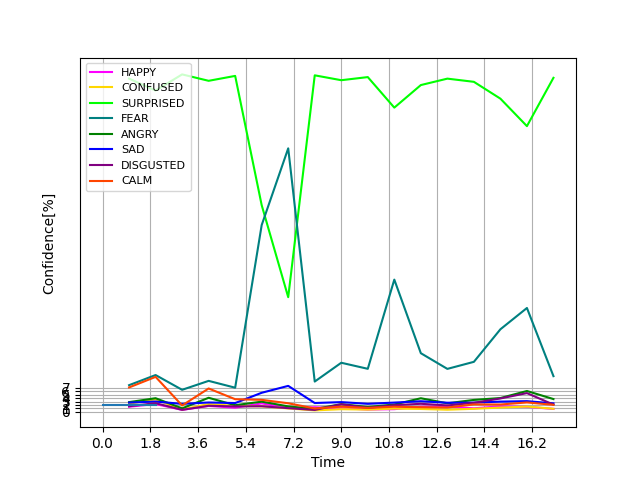 HAPPY
CONFUSED
SURPRISED
FEAR
ANGRY
SAD
DISGUSTED
CALM
Confidence[%]
7
0.0 1.8 3.6 5.4 7.2 9.0 10.8 12.6 14.4 16.2
Time